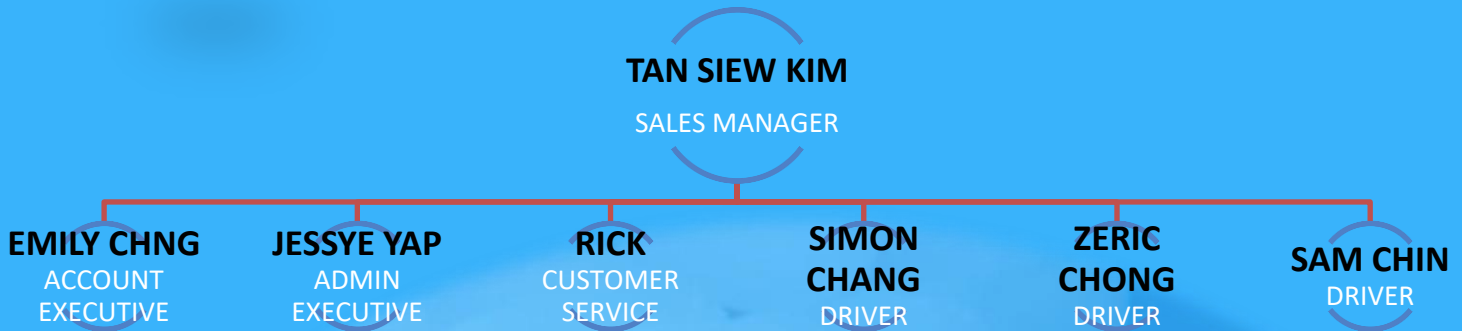 TAN SIEW KIM
SALES MANAGER
EMILY CHNG
ACCOUNT
EXECUTIVE
JESSYE YAP
ADMIN
EXECUTIVE
RICK
CUSTOMER
SERVICE
SIMON
CHANG
DRIVER
ZERIC
CHONG
DRIVER
SAM CHIN
DRIVER